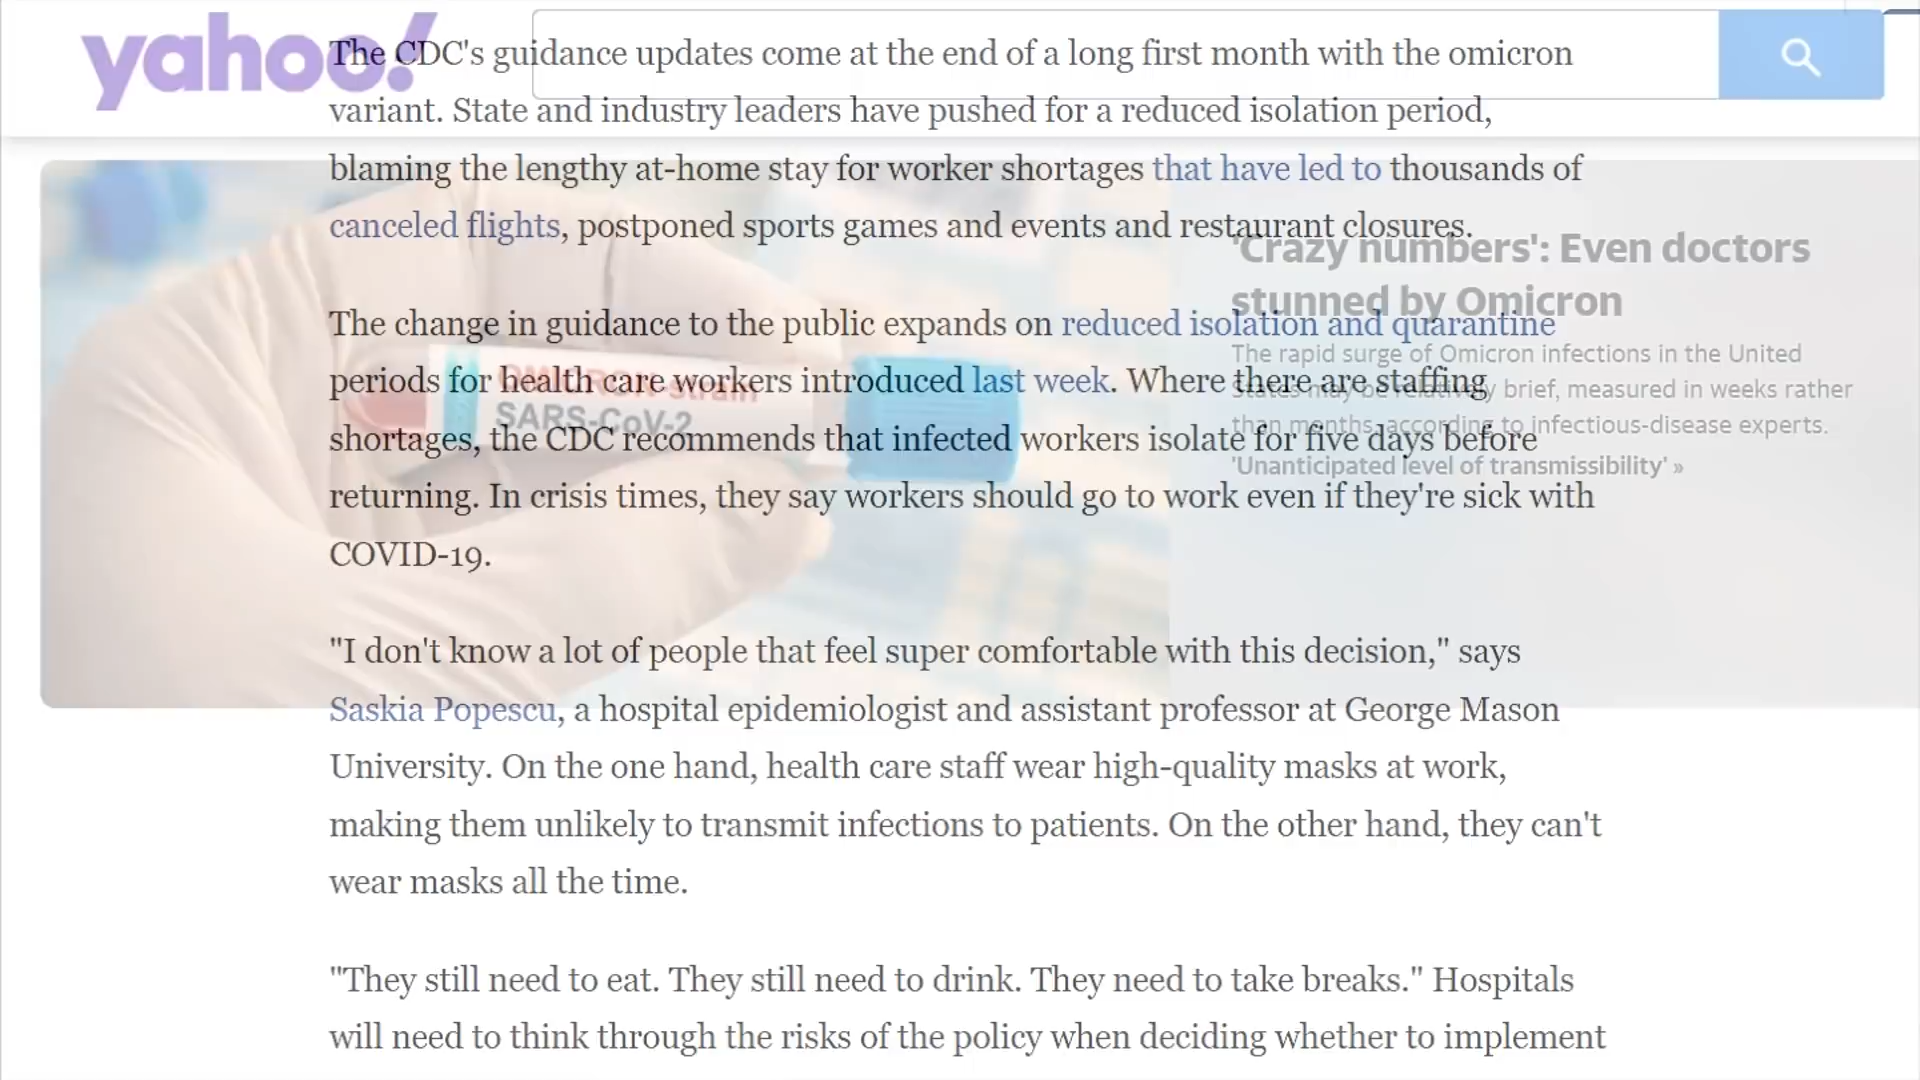 yahoo!
The CDC's guidance updates come at the end of a long first month with the omicron
variant. State and industry leaders have pushed for a reduced isolation period,
blaming the lengthy at-home stay for worker shortages that have led to thousands of
canceled flights, postponed sports games and events and restaurant closures.
The change in guidance to the public expands on reduced isolation and quarantine
periods for health care workers introduced last week. Where there are staffing
shortages, the CDC recommends that infected workers isolate for five days before
returning. In crisis times, they say workers should go to work even if they're sick with
COVID-19.
"I don't know a lot of people that feel super comfortable with this decision," says
Saskia Popescu, a hospital epidemiologist and assistant professor at George Mason
University. On the one hand, health care staff wear high-quality masks at work,
making them unlikely to transmit infections to patients. On the other hand, they can't
wear masks all the time.
"They still need to eat. They still need to drink. They need to take breaks." Hospitals
will need to think through the risks of the policy when deciding whether to implement
'Crazy numbers': Even doctors
stunned by Omicron
The rapid surge of Omicron infections in the United
States may be relatively brief, measured in weeks rather
than months, according to infectious-disease experts.
'Unanticipated level of transmissibility' »
OMICRON strain
SARS-CoV-2